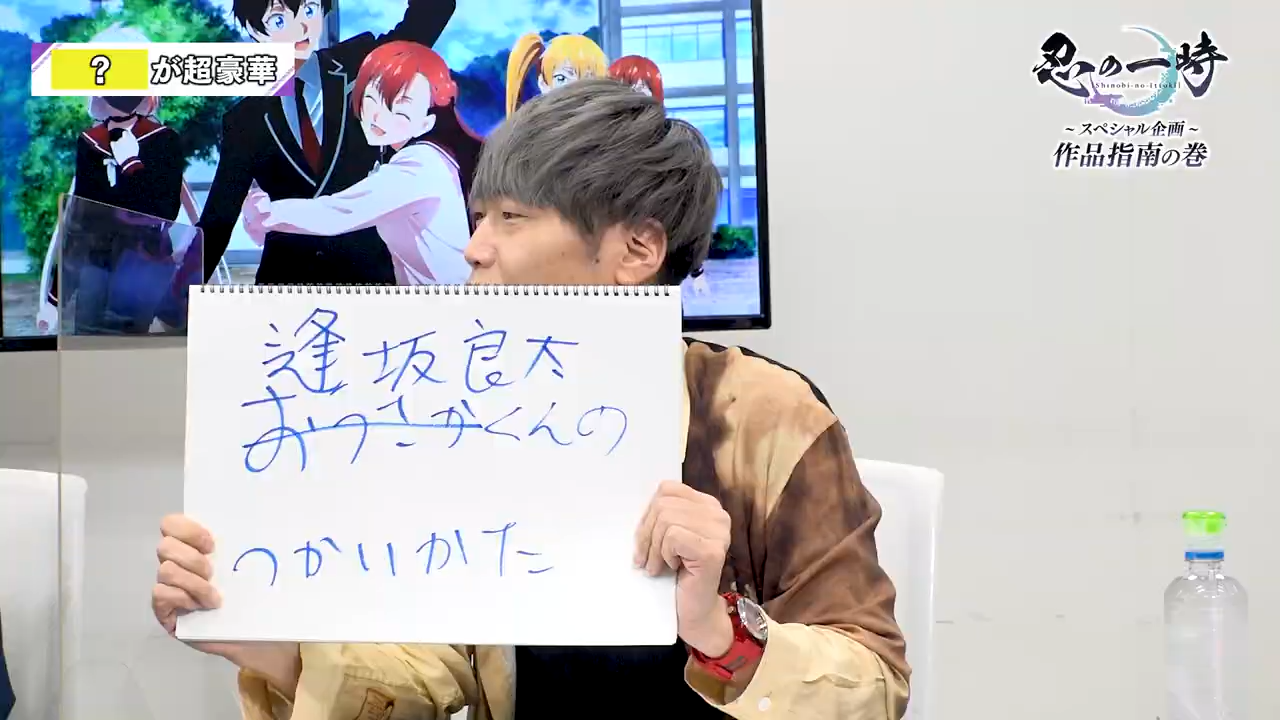 ？ が超豪華
忍の一時
Shinobi-no-ittoki
~スペシャル企画~
作品指南の巻
逢坂良太
おうさかくんの
つかいかた